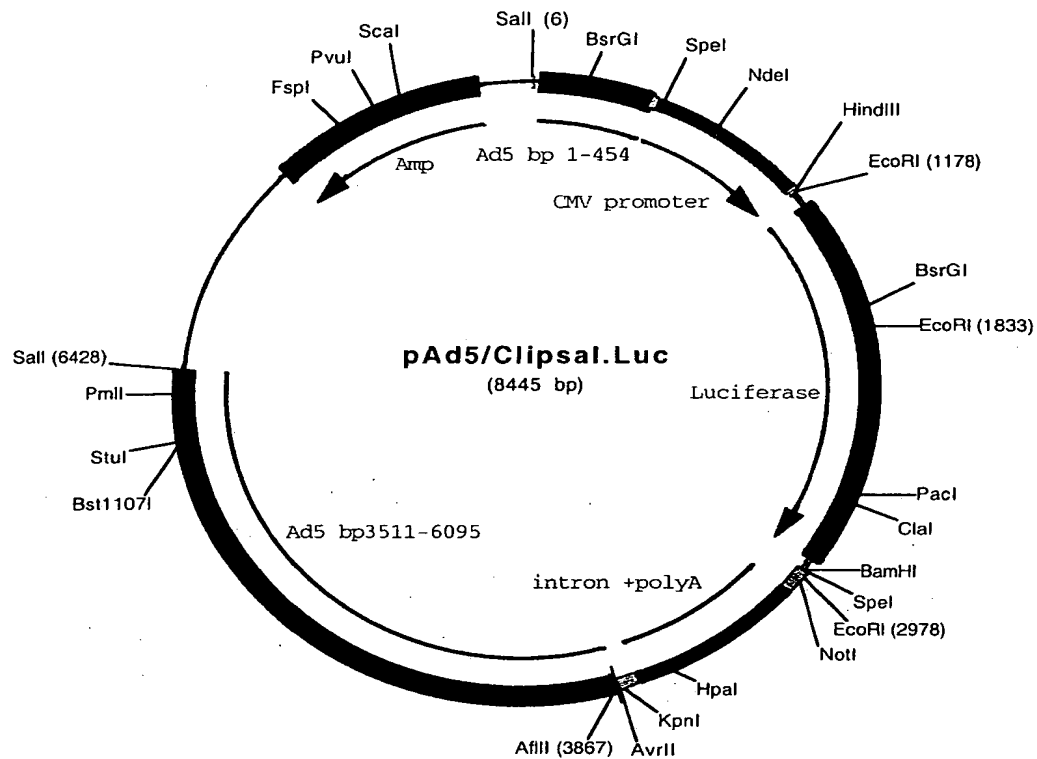 SalI (6)
ScaI
BsrGI
PvuI
SpeI
FspI
NdeI
HindIII
EcoRI (1178)
Amp
Ad5 bp 1-454
CMV promoter
BsrGI
EcoRI (1833)
SalI (6428)
pAd5/Clipsal.Luc
(8445 bp)
PmlI
Luciferase
StuI
Bst1107I
PacI
ClaI
Ad5 bp3511-6095
intron +polyA
BamHI
SpeI
EcoRI (2978)
NotI
HpaI
KpnI
AflII (3867)
AvrII